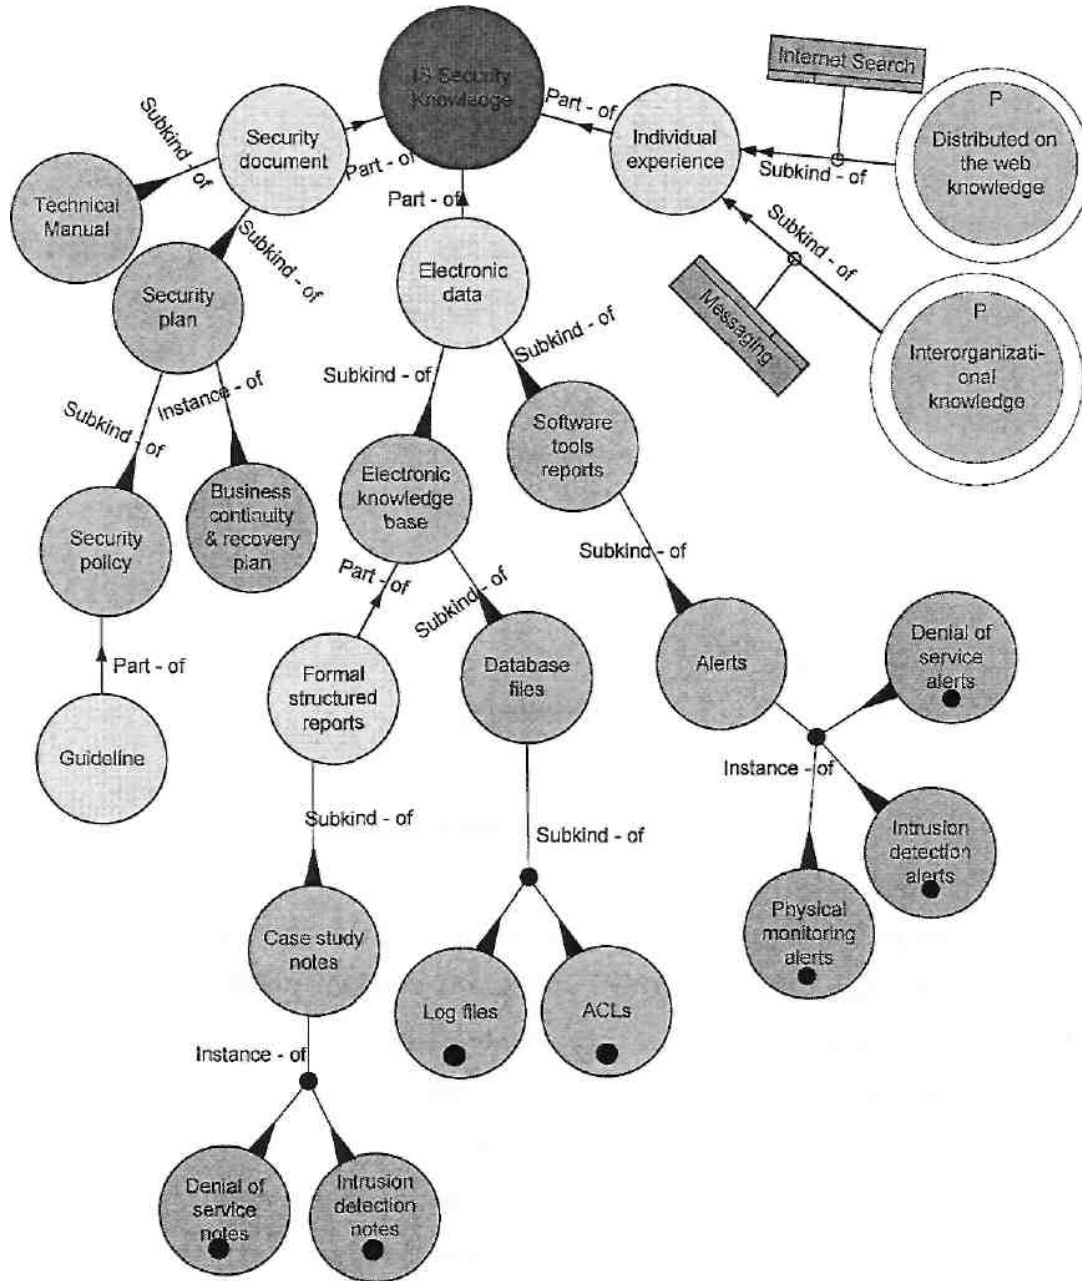 IS Security
Knowledge
Internet Search
P
Distributed on
the web
knowledge
Part - of
Individual
experience
Subkind - of
Security
document
Part - of
Subkind - of
Technical
Manual
Part - of
Subkind - of
Messaging
P
Interorganizati-
onal
knowledge
Subkind - of
Security
plan
Electronic
data
Subkind - of
Subkind - of
Subkind - of
Instance - of
Software
tools
reports
Electronic
knowledge
base
Business
continuity
& recovery
plan
Security
policy
Part - of
Subkind - of
Subkind - of
Part - of
Guideline
Formal
structured
reports
Database
files
Alerts
Denial of
service
alerts
Instance - of
Intrusion
detection
alerts
Physical
monitoring
alerts
Subkind - of
Subkind - of
Case study
notes
Log files
ACLs
Instance - of
Denial of
service
notes
Intrusion
detection
notes